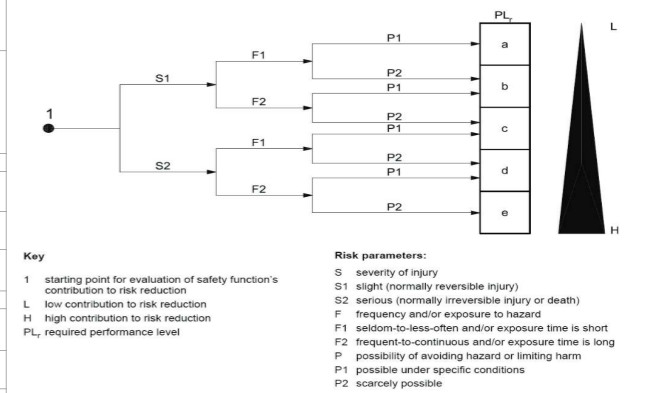 PLr
P1
a
L
F1
S1
P2
P1
b
F2
1
P2
P1
c
F1
S2
P2
P1
d
F2
P2
e
H
Key
1 starting point for evaluation of safety function's
contribution to risk reduction
L low contribution to risk reduction
H high contribution to risk reduction
PLr required performance level
Risk parameters:
S severity of injury
S1 slight (normally reversible injury)
S2 serious (normally irreversible injury or death)
F frequency and/or exposure to hazard
F1 seldom-to-less-often and/or exposure time is short
F2 frequent-to-continuous and/or exposure time is long
P possibility of avoiding hazard or limiting harm
P1 possible under specific conditions
P2 scarcely possible